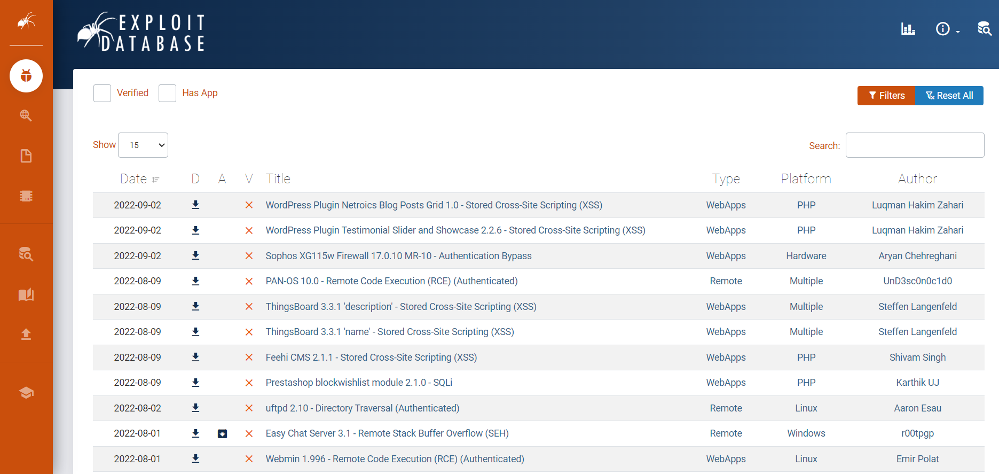 EXPLOIT
DATABASE
Verified Has App
Filters Reset All
Show 15 Search:
Date D A V Title Type Platform Author
2022-09-02 WordPress Plugin Netroics Blog Posts Grid 1.0 - Stored Cross-Site Scripting (XSS) WebApps PHP Luqman Hakim Zahari
2022-09-02 WordPress Plugin Testimonial Slider and Showcase 2.2.6 - Stored Cross-Site Scripting (XSS) WebApps PHP Luqman Hakim Zahari
2022-09-02 Sophos XG115w Firewall 17.0.10 MR-10 - Authentication Bypass WebApps Hardware Aryan Chehreghani
2022-08-09 PAN-OS 10.0 - Remote Code Execution (RCE) (Authenticated) Remote Multiple UnD3sc0n0c1d0
2022-08-09 ThingsBoard 3.3.1 'description' - Stored Cross-Site Scripting (XSS) WebApps Multiple Steffen Langenfeld
2022-08-09 ThingsBoard 3.3.1 'name' - Stored Cross-Site Scripting (XSS) WebApps Multiple Steffen Langenfeld
2022-08-09 Feehi CMS 2.1.1 - Stored Cross-Site Scripting (XSS) WebApps PHP Shivam Singh
2022-08-09 Prestashop blockwishlist module 2.1.0 - SQLi WebApps PHP Karthik UJ
2022-08-02 uftpd 2.10 - Directory Traversal (Authenticated) Remote Linux Aaron Esau
2022-08-01 Easy Chat Server 3.1 - Remote Stack Buffer Overflow (SEH) Remote Windows r00tpgp
2022-08-01 Webmin 1.996 - Remote Code Execution (RCE) (Authenticated) WebApps Linux Emir Polat